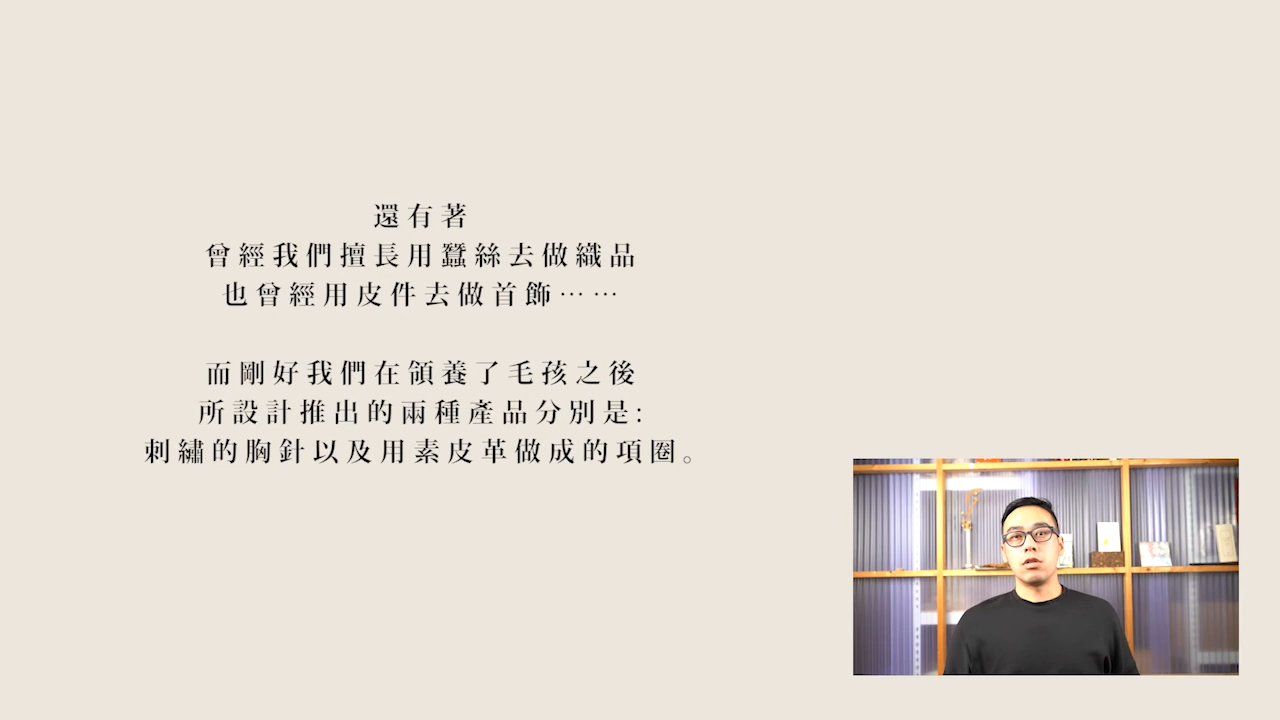 還有著
曾經我們擅長用蠶絲去做織品
也曾經用皮件去做首飾⋯⋯
而剛好我們在領養了毛孩之後
所設計推出的兩種產品分別是:
刺繡的胸針以及用素皮革做成的項圈。